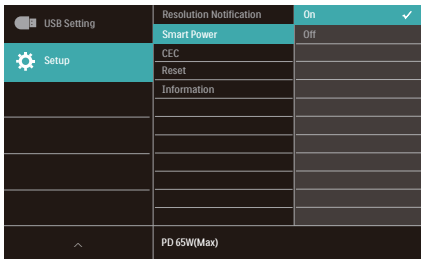 USB Setting
Setup
Resolution Notification
Smart Power
CEC
Reset
Information
On
Off
PD 65W(Max)